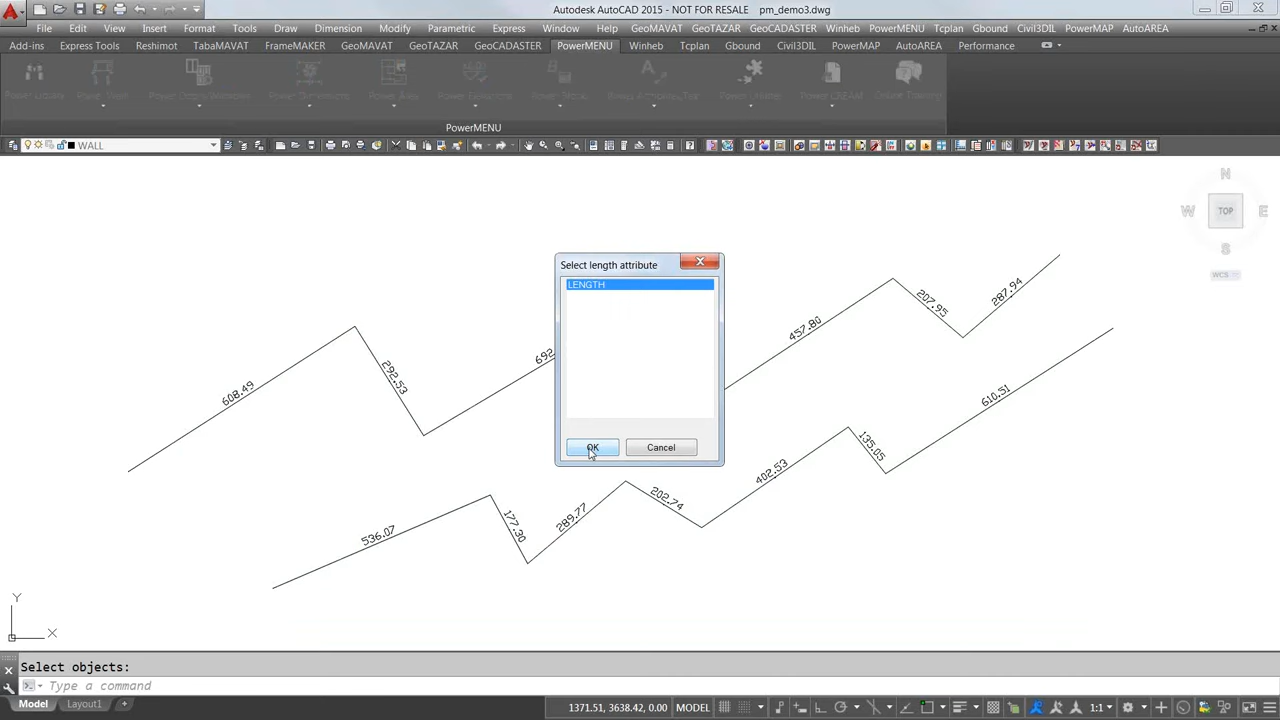 Autodesk AutoCAD 2015 - NOT FOR RESALE pm_demo3.dwg
File Edit View Insert Format Tools Draw Dimension Modify Parametric Express Window Help GeoMAVAT GeoTAZAR GeoCADASTER Winheb PowerMENU Tcplan Gbound Civil3DIL PowerMAP AutoAREA
Add-ins Express Tools Reshimot TabaMAVAT FrameMAKER GeoMAVAT GeoTAZAR GeoCADASTER PowerMENU Winheb Tcplan Gbound Civil3DIL PowerMAP AutoAREA Performance
PowerMENU
WALL
N
W TOP E
S
WCS
Select length attribute
LENGTH
OK Cancel
608.49
292.53
692
457.80
207.95
287.94
536.07
177.30
289.77
202.74
402.53
135.05
610.51
Y
X
Select objects:
Type a command
Model Layout1 +
1371.51, 3638.42, 0.00 MODEL 1:1